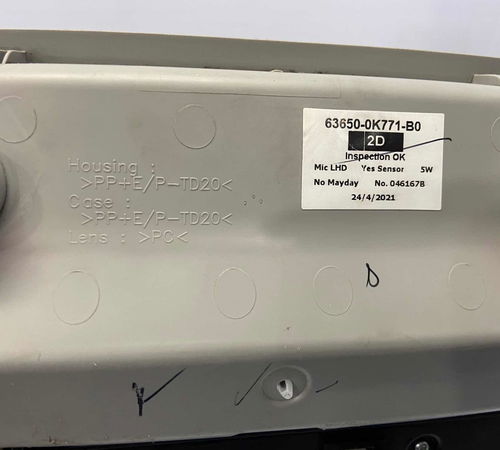 63650-0K771-B0
2D
Inspection OK
Mic LHD Yes Sensor 5W
No Mayday No. 046167B
24/4/2021
Housing :
>PP+E/P-TD20<
Case :
>PP+E/P-TD20<
Lens : >PC<